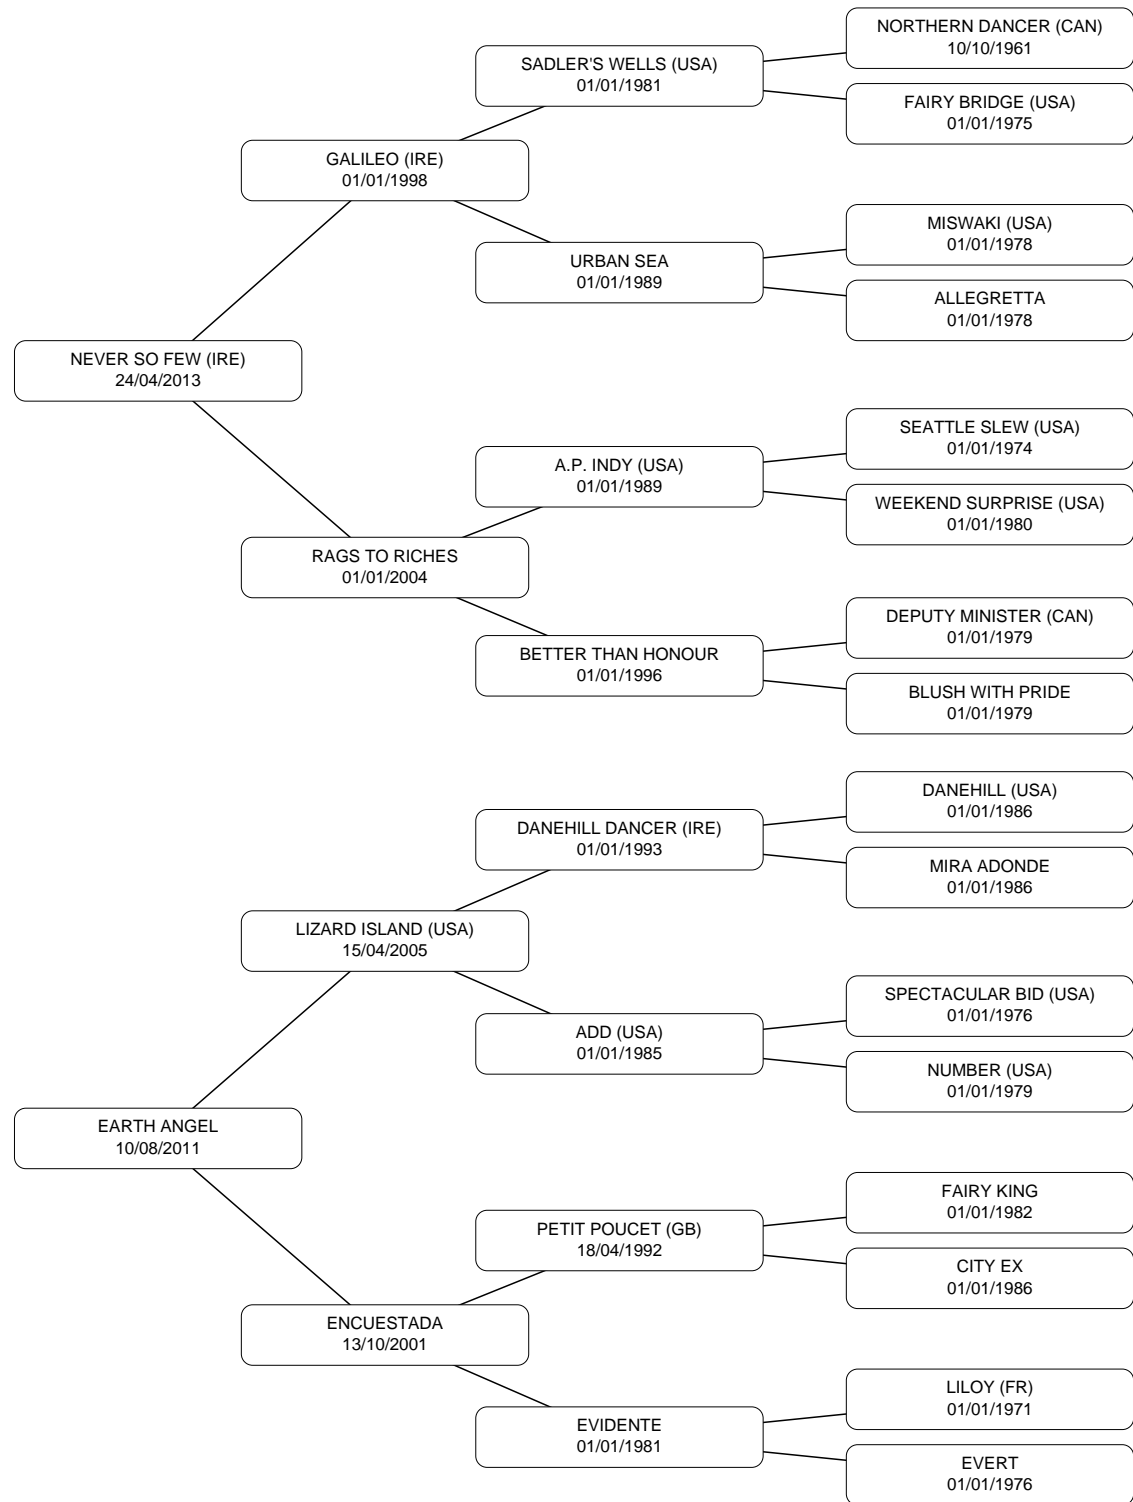 NORTHERN DANCER (CAN)
10/10/1961
SADLER'S WELLS (USA)
01/01/1981
FAIRY BRIDGE (USA)
01/01/1975
GALILEO (IRE)
01/01/1998
MISWAKI (USA)
01/01/1978
URBAN SEA
01/01/1989
ALLEGRETTA
01/01/1978
NEVER SO FEW (IRE)
24/04/2013
SEATTLE SLEW (USA)
01/01/1974
A.P. INDY (USA)
01/01/1989
WEEKEND SURPRISE (USA)
01/01/1980
RAGS TO RICHES
01/01/2004
DEPUTY MINISTER (CAN)
01/01/1979
BETTER THAN HONOUR
01/01/1996
BLUSH WITH PRIDE
01/01/1979
DANEHILL (USA)
01/01/1986
DANEHILL DANCER (IRE)
01/01/1993
MIRA ADONDE
01/01/1986
LIZARD ISLAND (USA)
15/04/2005
SPECTACULAR BID (USA)
01/01/1976
ADD (USA)
01/01/1985
NUMBER (USA)
01/01/1979
EARTH ANGEL
10/08/2011
FAIRY KING
01/01/1982
PETIT POUCET (GB)
18/04/1992
CITY EX
01/01/1986
ENCUESTADA
13/10/2001
LILOY (FR)
01/01/1971
EVIDENTE
01/01/1981
EVERT
01/01/1976